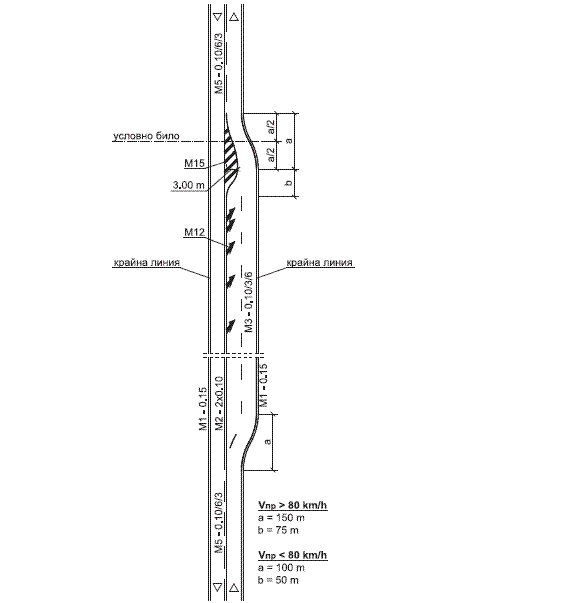 M5 - 0.10/6/3
a/2
a
условно било
a/2
M15
3.00 m
b
M12
крайна линия
крайна линия
M3 - 0.10/3/6
M1 - 0.15
M2 - 2x0.10
M1 - 0.15
a
M5 - 0.10/6/3
Vпр > 80 km/h
a = 150 m
b = 75 m
Vпр < 80 km/h
a = 100 m
b = 50 m